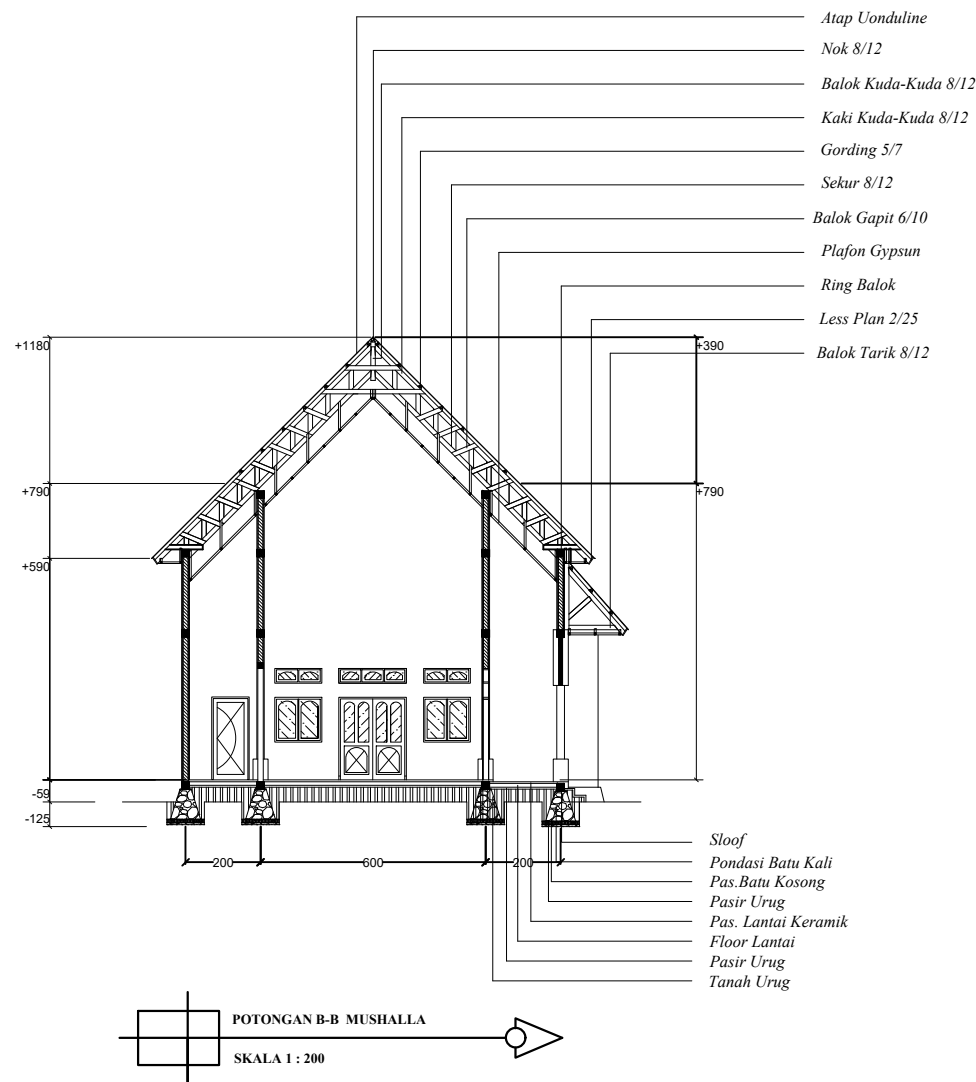 Atap Uonduline
Nok 8/12
Balok Kuda-Kuda 8/12
Kaki Kuda-Kuda 8/12
Gording 5/7
Sekur 8/12
Balok Gapit 6/10
Plafon Gypsun
Ring Balok
Less Plan 2/25
Balok Tarik 8/12
+1180
+390
+790
+790
+590
-59
-125
200
600
200
Sloof
Pondasi Batu Kali
Pas.Batu Kosong
Pasir Urug
Pas. Lantai Keramik
Floor Lantai
Pasir Urug
Tanah Urug
POTONGAN B-B MUSHALLA
SKALA 1 : 200